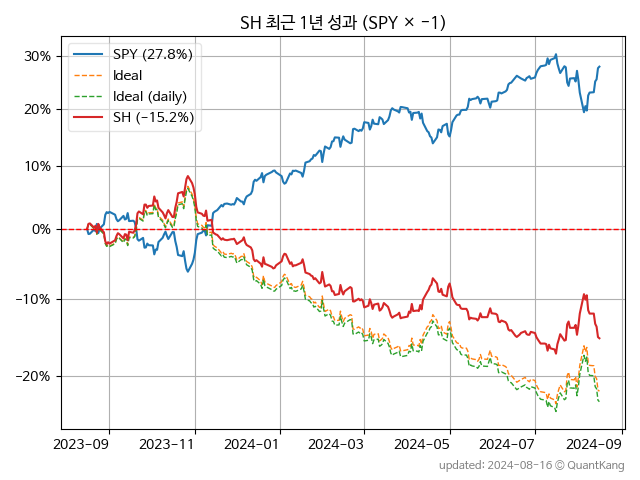 SH 최근 1년 성과 (SPY × −1)
30%
20%
10%
0%
−10%
−20%
SPY (27.8%)
Ideal
Ideal (daily)
SH (−15.2%)
2023−09
2023−11
2024−01
2024−03
2024−05
2024−07
2024−09
updated: 2024-08-16 © QuantKang